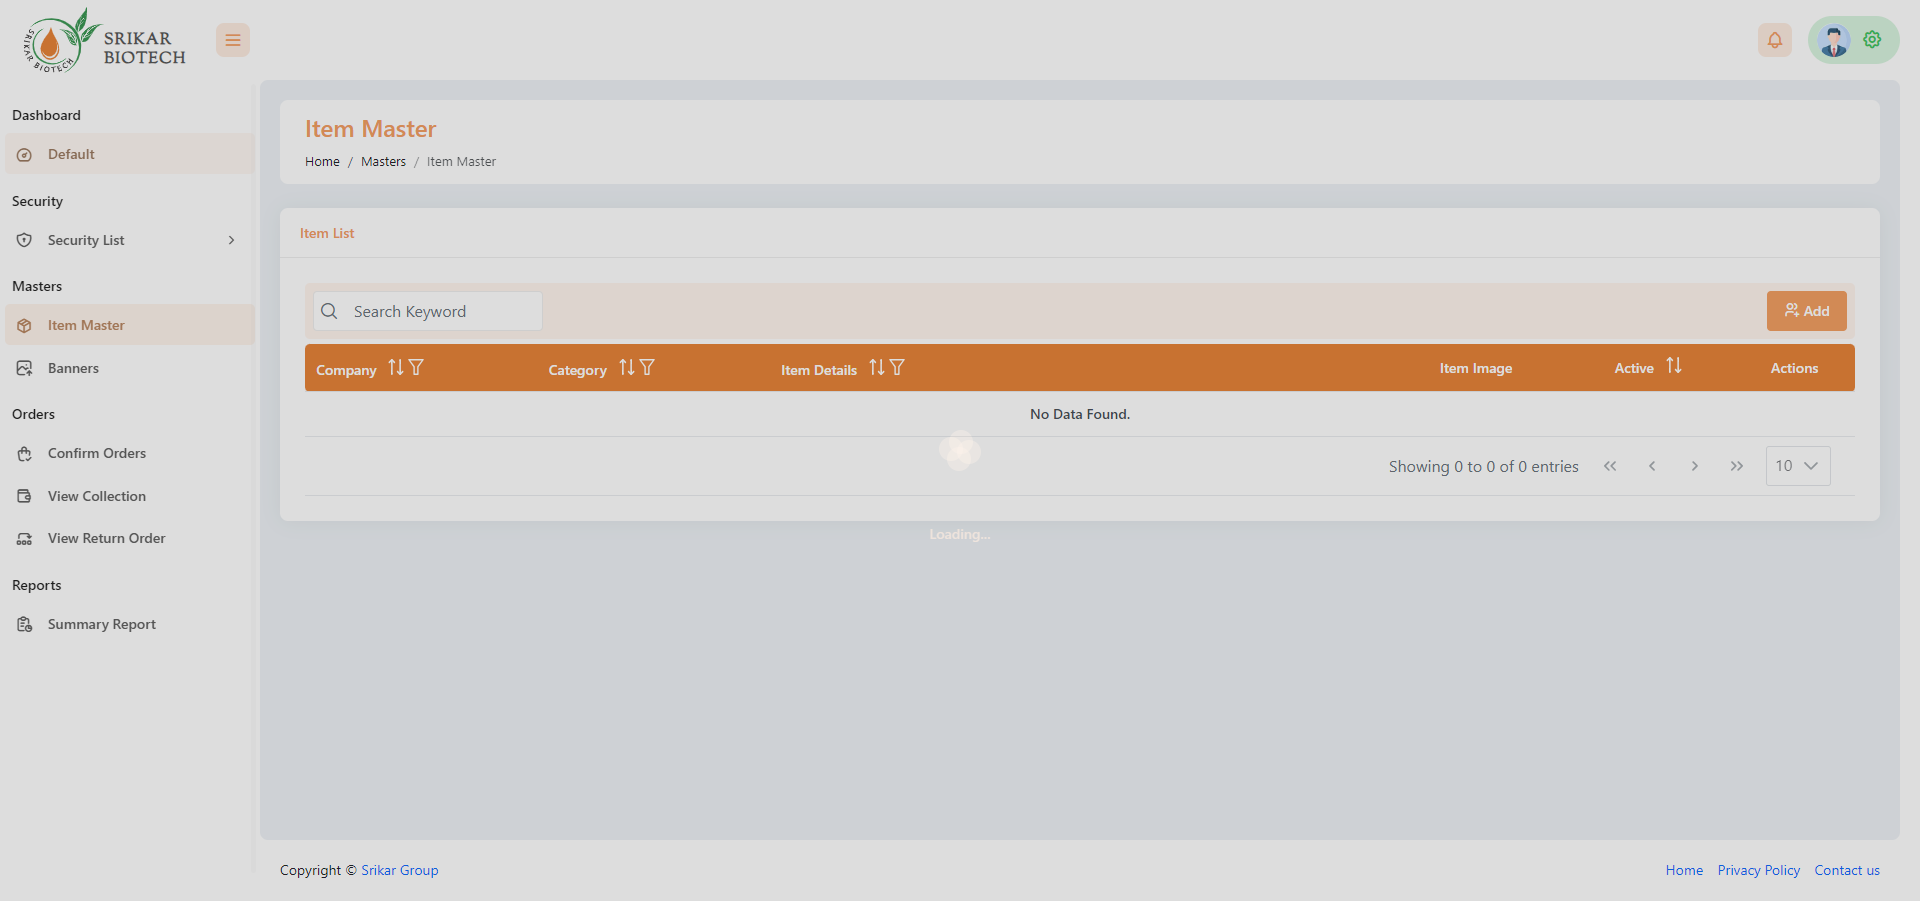 SRIKAR BIOTECH
SRIKAR
BIOTECH
Dashboard
Default
Security
Security List
Masters
Item Master
Banners
Orders
Confirm Orders
View Collection
View Return Order
Reports
Summary Report
Item Master
Home / Masters / Item Master
Item List
Search Keyword
Add
Company Category Item Details Item Image Active Actions
No Data Found.
Showing 0 to 0 of 0 entries 10
Loading...
Copyright © Srikar Group
Home Privacy Policy Contact us